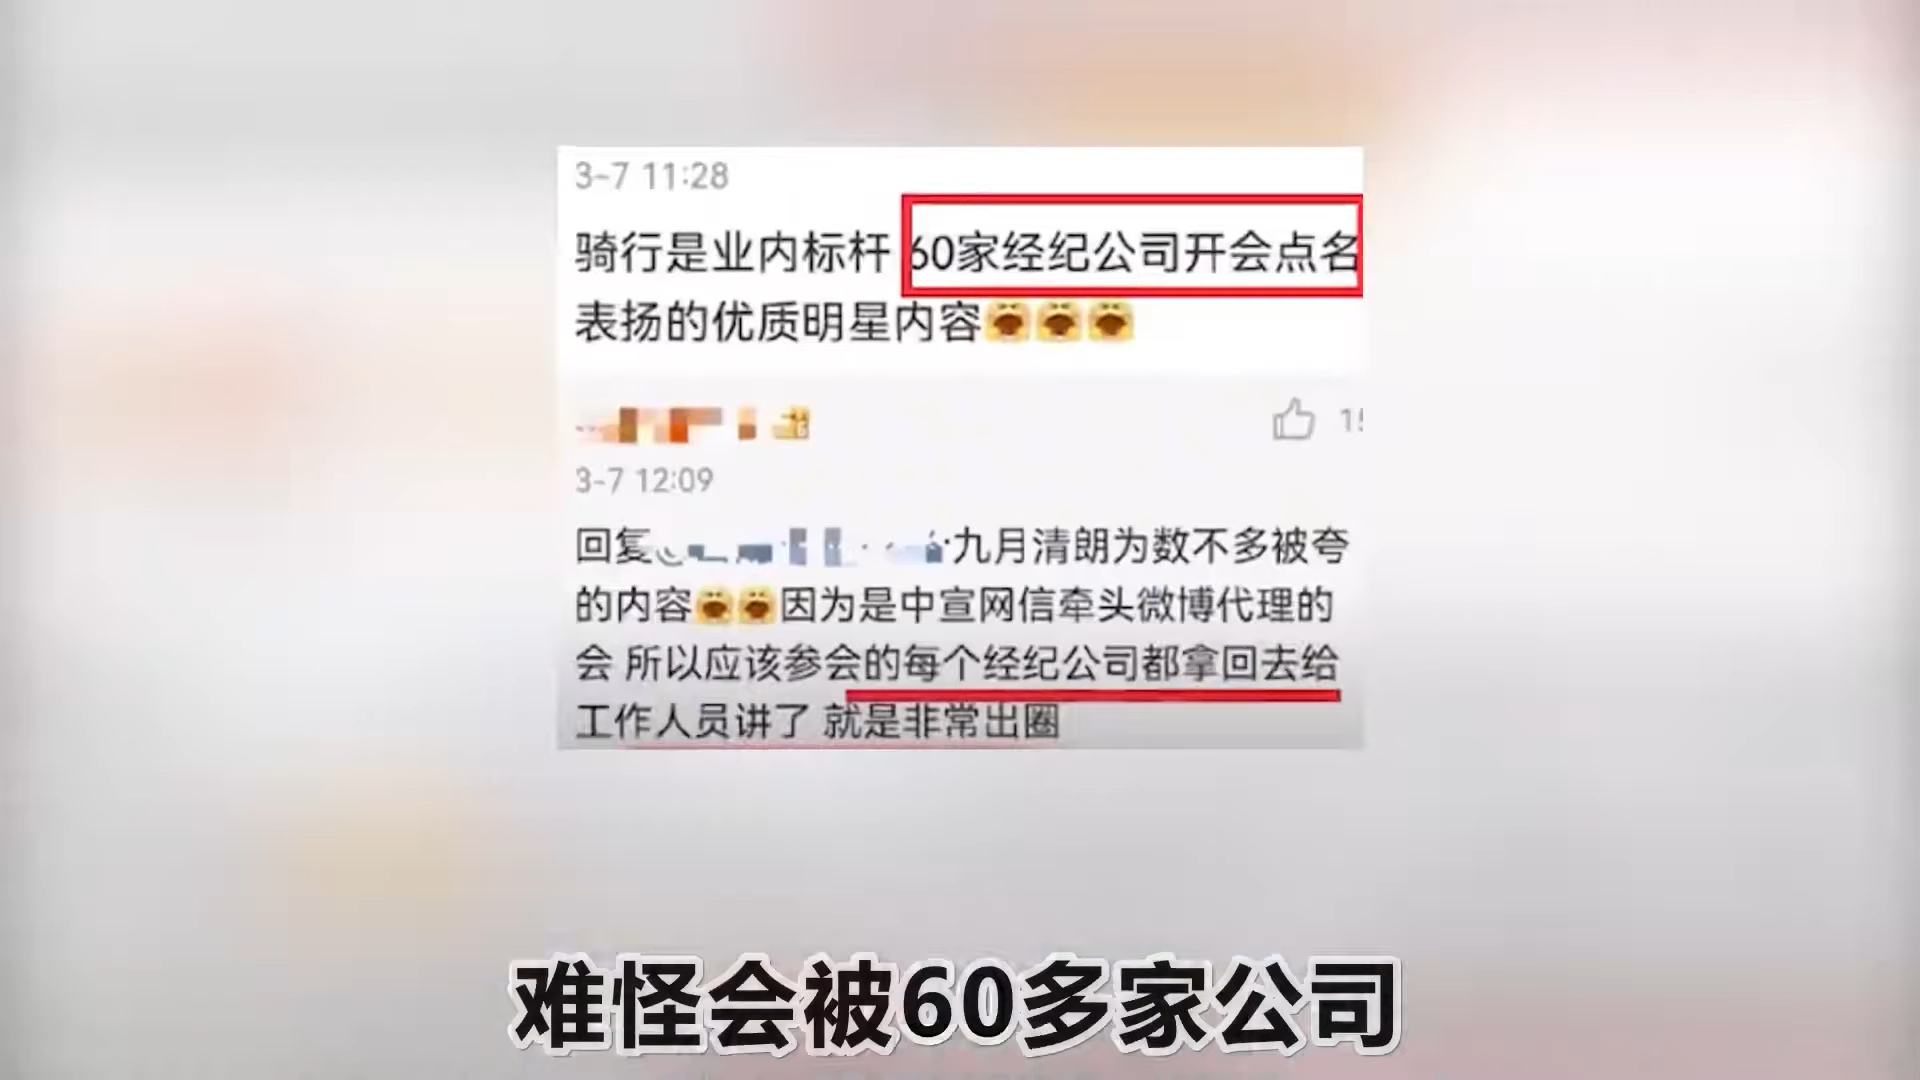 3-7 11:28
骑行是业内标杆 60家经纪公司开会点名
表扬的优质明星内容
15
3-7 12:09
回复 九月清朗为数不多被夸
的内容 因为是中宣网信牵头微博代理的
会 所以应该参会的每个经纪公司都拿回去给
工作人员讲了 就是非常出圈
难怪会被60多家公司